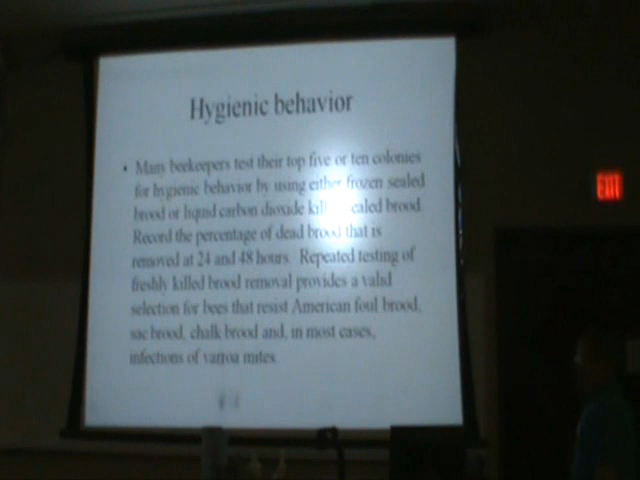 Hygienic behavior
• Many beekeepers test their top five or ten colonies
for hygienic behavior by using either frozen sealed
brood or liquid carbon dioxide killed sealed brood.
Record the percentage of dead brood that is
removed at 24 and 48 hours. Repeated testing of
freshly killed brood removal provides a valid
selection for bees that resist American foul brood,
sac brood, chalk brood and, in most cases,
infections of varroa mites.
EXIT